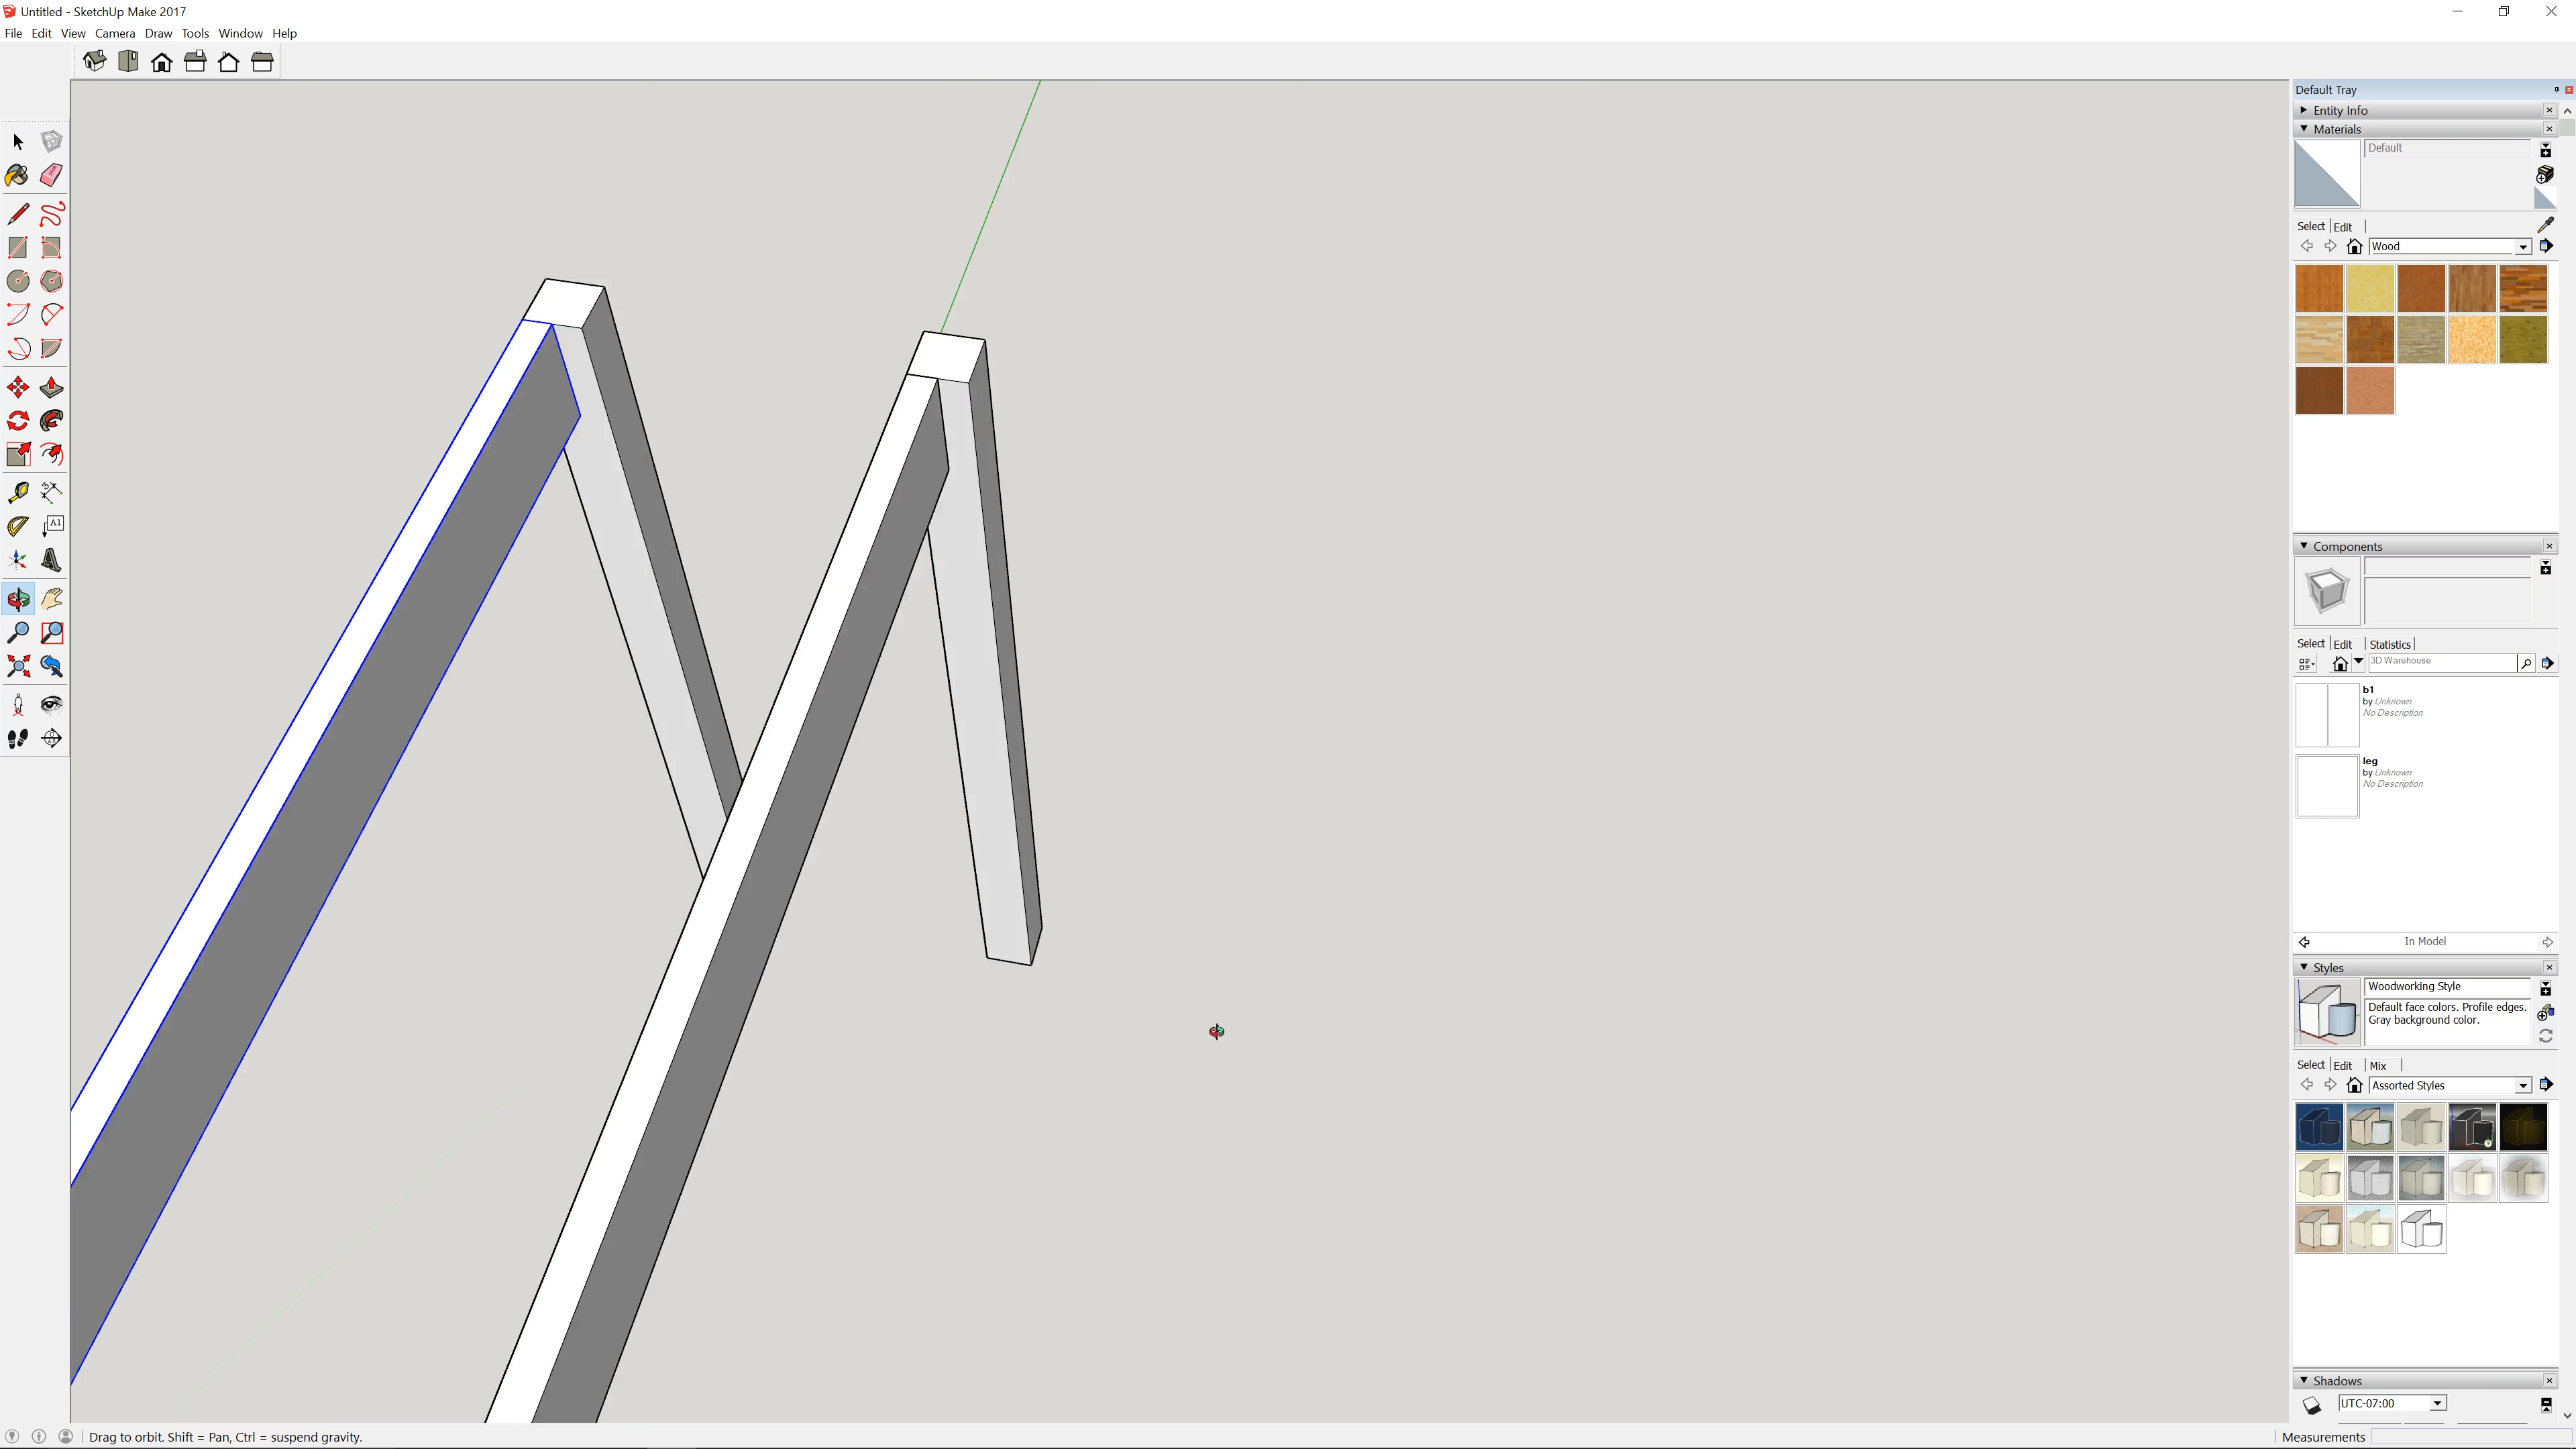 Untitled - SketchUp Make 2017
File Edit View Camera Draw Tools Window Help
Default Tray
Entity Info
Materials
Default
Select Edit
Wood
Components
Select Edit Statistics
3D Warehouse
b1
by Unknown
No Description
leg
by Unknown
No Description
In Model
Styles
Woodworking Style
Default face colors. Profile edges.
Gray background color.
Select Edit Mix
Assorted Styles
Shadows
UTC-07:00
A1
Drag to orbit. Shift = Pan, Ctrl = suspend gravity.
Measurements